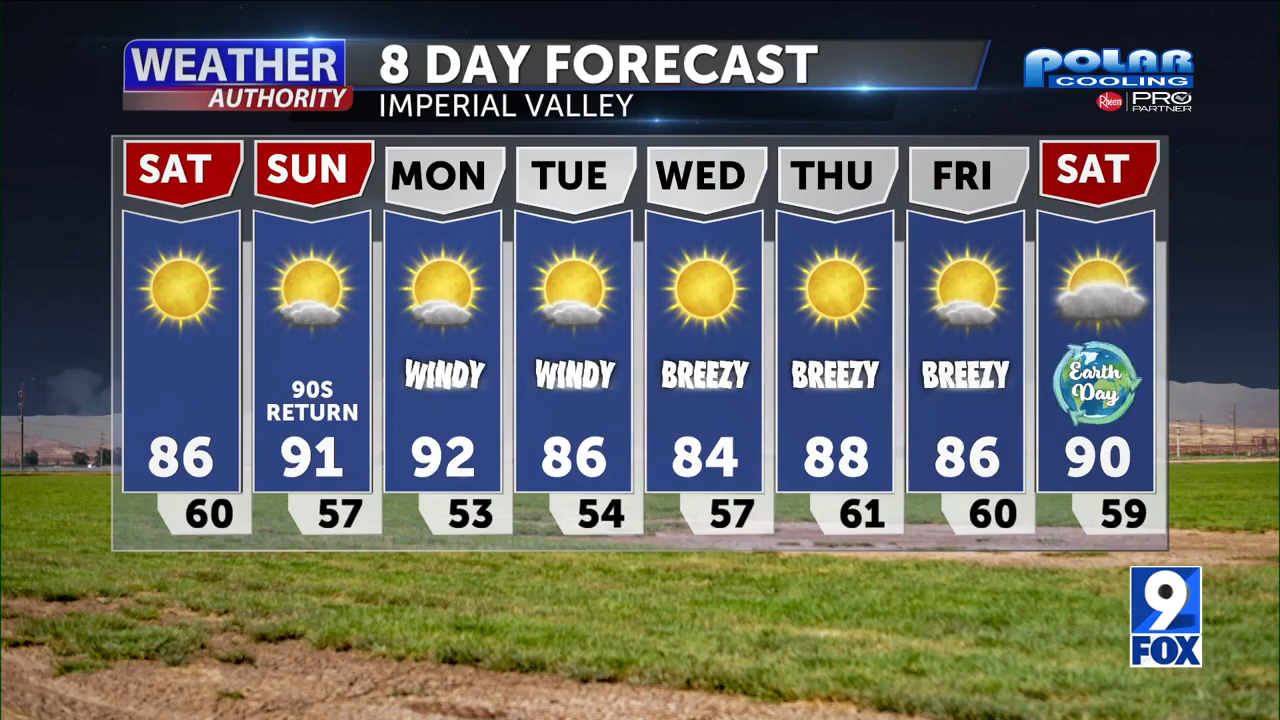 WEATHER
AUTHORITY
8 DAY FORECAST
IMPERIAL VALLEY
POLAR
COOLING
Rheem PRO
PARTNER
SAT SUN MON TUE WED THU FRI SAT
WINDY WINDY BREEZY BREEZY BREEZY
90S
RETURN
Earth
Day
86 91 92 86 84 88 86 90
60 57 53 54 57 61 60 59
9
FOX